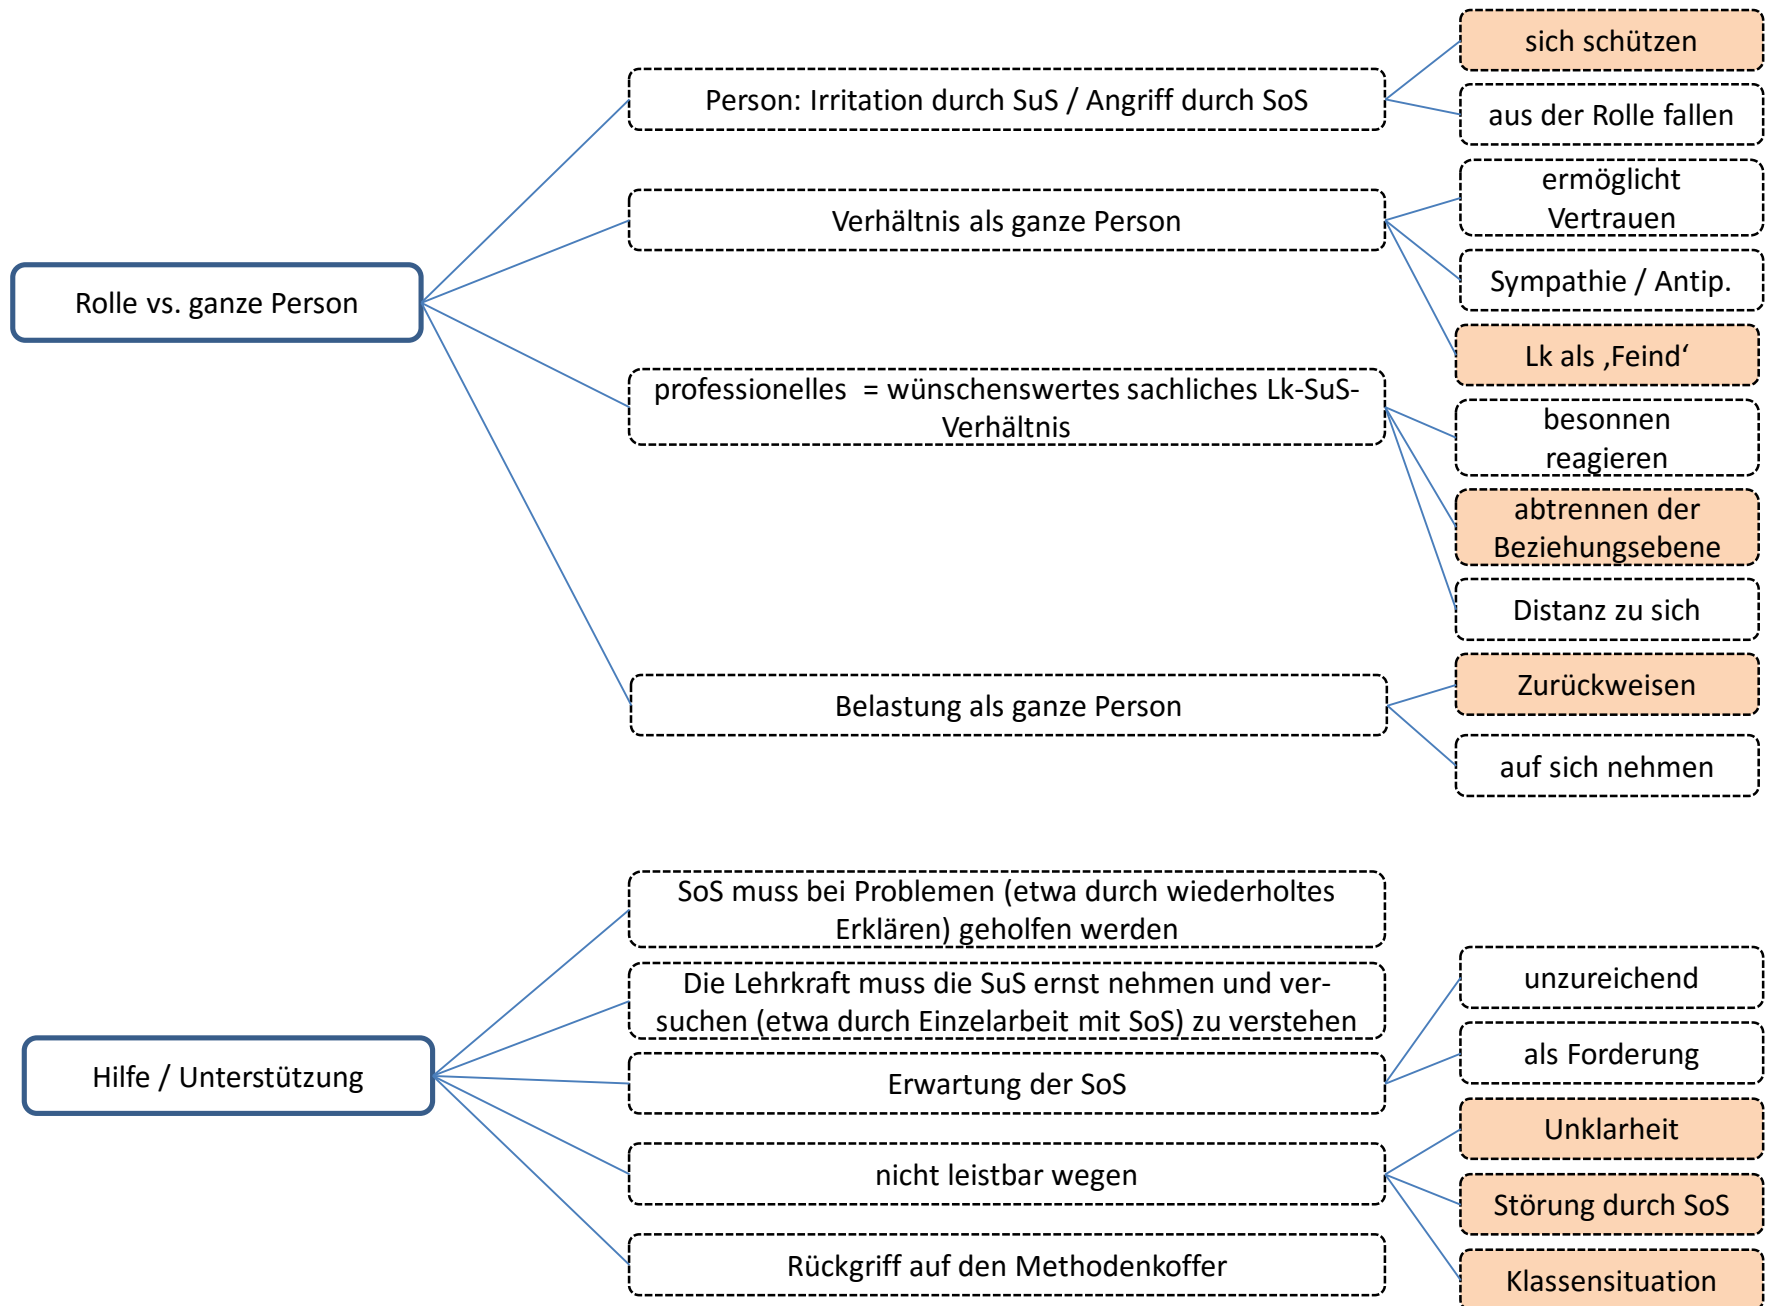 Rolle vs. ganze Person
Person: Irritation durch SuS / Angriff durch SoS
sich schützen
aus der Rolle fallen
Verhältnis als ganze Person
ermöglicht
Vertrauen
Sympathie / Antip.
Lk als ‚Feind‘
professionelles = wünschenswertes sachliches Lk-SuS-
Verhältnis
besonnen
reagieren
abtrennen der
Beziehungsebene
Distanz zu sich
Belastung als ganze Person
Zurückweisen
auf sich nehmen
Hilfe / Unterstützung
SoS muss bei Problemen (etwa durch wiederholtes
Erklären) geholfen werden
Die Lehrkraft muss die SuS ernst nehmen und ver-
suchen (etwa durch Einzelarbeit mit SoS) zu verstehen
Erwartung der SoS
unzureichend
als Forderung
nicht leistbar wegen
Unklarheit
Störung durch SoS
Klassensituation
Rückgriff auf den Methodenkoffer